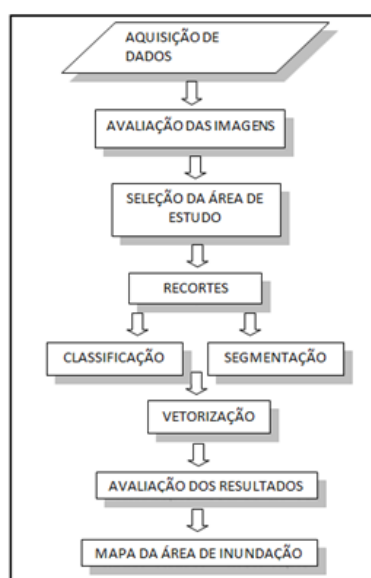 AQUISIÇÃO DE
DADOS
AVALIAÇÃO DAS IMAGENS
SELEÇÃO DA ÁREA DE
ESTUDO
RECORTES
CLASSIFICAÇÃO
SEGMENTAÇÃO
VETORIZAÇÃO
AVALIAÇÃO DOS RESULTADOS
MAPA DA ÁREA DE INUNDAÇÃO